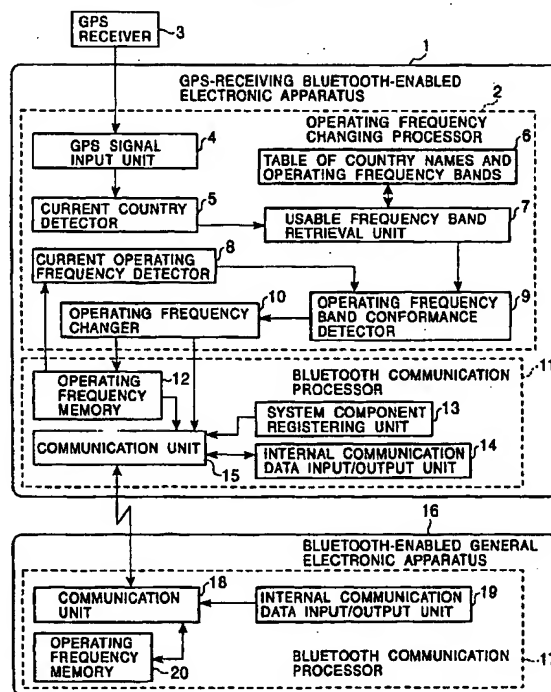 GPS
RECEIVER
3
1
GPS-RECEIVING BLUETOOTH-ENABLED
ELECTRONIC APPARATUS
2
OPERATING FREQUENCY
CHANGING PROCESSOR
4
6
GPS SIGNAL
INPUT UNIT
TABLE OF COUNTRY NAMES AND
OPERATING FREQUENCY BANDS
5
7
CURRENT COUNTRY
DETECTOR
USABLE FREQUENCY BAND
RETRIEVAL UNIT
8
CURRENT OPERATING
FREQUENCY DETECTOR
10
9
OPERATING FREQUENCY
CHANGER
OPERATING FREQUENCY
BAND CONFORMANCE
DETECTOR
11
12
OPERATING
FREQUENCY
MEMORY
BLUETOOTH COMMUNICATION
PROCESSOR
13
SYSTEM COMPONENT
REGISTERING UNIT
14
COMMUNICATION UNIT
15
INTERNAL COMMUNICATION
DATA INPUT/OUTPUT UNIT
16
BLUETOOTH-ENABLED GENERAL
ELECTRONIC APPARATUS
18
19
COMMUNICATION
UNIT
INTERNAL COMMUNICATION
DATA INPUT/OUTPUT UNIT
OPERATING
FREQUENCY
MEMORY
20
BLUETOOTH COMMUNICATION
PROCESSOR
17